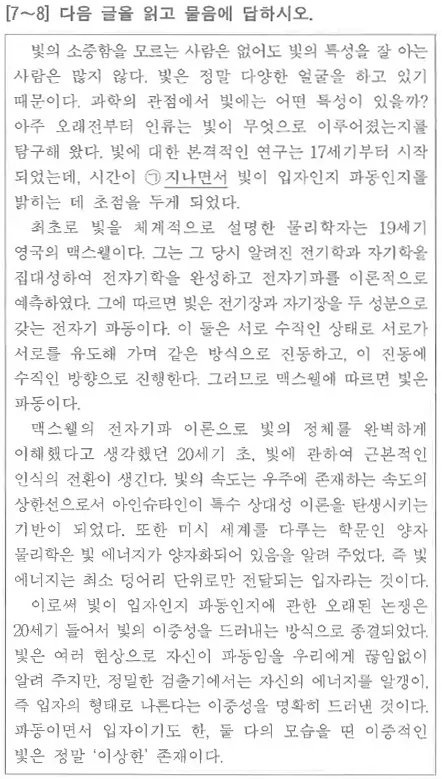 [7～8] 다음 글을 읽고 물음에 답하시오.
빛의 소중함을 모르는 사람은 없어도 빛의 특성을 잘 아는
사람은 많지 않다. 빛은 정말 다양한 얼굴을 하고 있기
때문이다. 과학의 관점에서 빛에는 어떤 특성이 있을까?
아주 오래전부터 인류는 빛이 무엇으로 이루어졌는지를
탐구해 왔다. 빛에 대한 본격적인 연구는 17세기부터 시작
되었는데, 시간이 ㉠지나면서 빛이 입자인지 파동인지를
밝히는 데 초점을 두게 되었다.
최초로 빛을 체계적으로 설명한 물리학자는 19세기
영국의 맥스웰이다. 그는 그 당시 알려진 전기학과 자기학을
집대성하여 전자기학을 완성하고 전자기파를 이론적으로
예측하였다. 그에 따르면 빛은 전기장과 자기장을 두 성분으로
갖는 전자기 파동이다. 이 둘은 서로 수직인 상태로 서로가
서로를 유도해 가며 같은 방식으로 진동하고, 이 진동에
수직인 방향으로 진행한다. 그러므로 맥스웰에 따르면 빛은
파동이다.
맥스웰의 전자기파 이론으로 빛의 정체를 완벽하게
이해했다고 생각했던 20세기 초, 빛에 관하여 근본적인
인식의 전환이 생긴다. 빛의 속도는 우주에 존재하는 속도의
상한선으로서 아인슈타인이 특수 상대성 이론을 탄생시키는
기반이 되었다. 또한 미시 세계를 다루는 학문인 양자
물리학은 빛 에너지가 양자화되어 있음을 알려 주었다. 즉 빛
에너지는 최소 덩어리 단위로만 전달되는 입자라는 것이다.
이로써 빛이 입자인지 파동인지에 관한 오래된 논쟁은
20세기 들어서 빛의 이중성을 드러내는 방식으로 종결되었다.
빛은 여러 현상으로 자신이 파동임을 우리에게 끊임없이
알려 주지만, 정밀한 검출기에서는 자신의 에너지를 알갱이,
즉 입자의 형태로 나른다는 이중성을 명확히 드러낸 것이다.
파동이면서 입자이기도 한, 둘 다의 모습을 띤 이중적인
빛은 정말 '이상한' 존재이다.